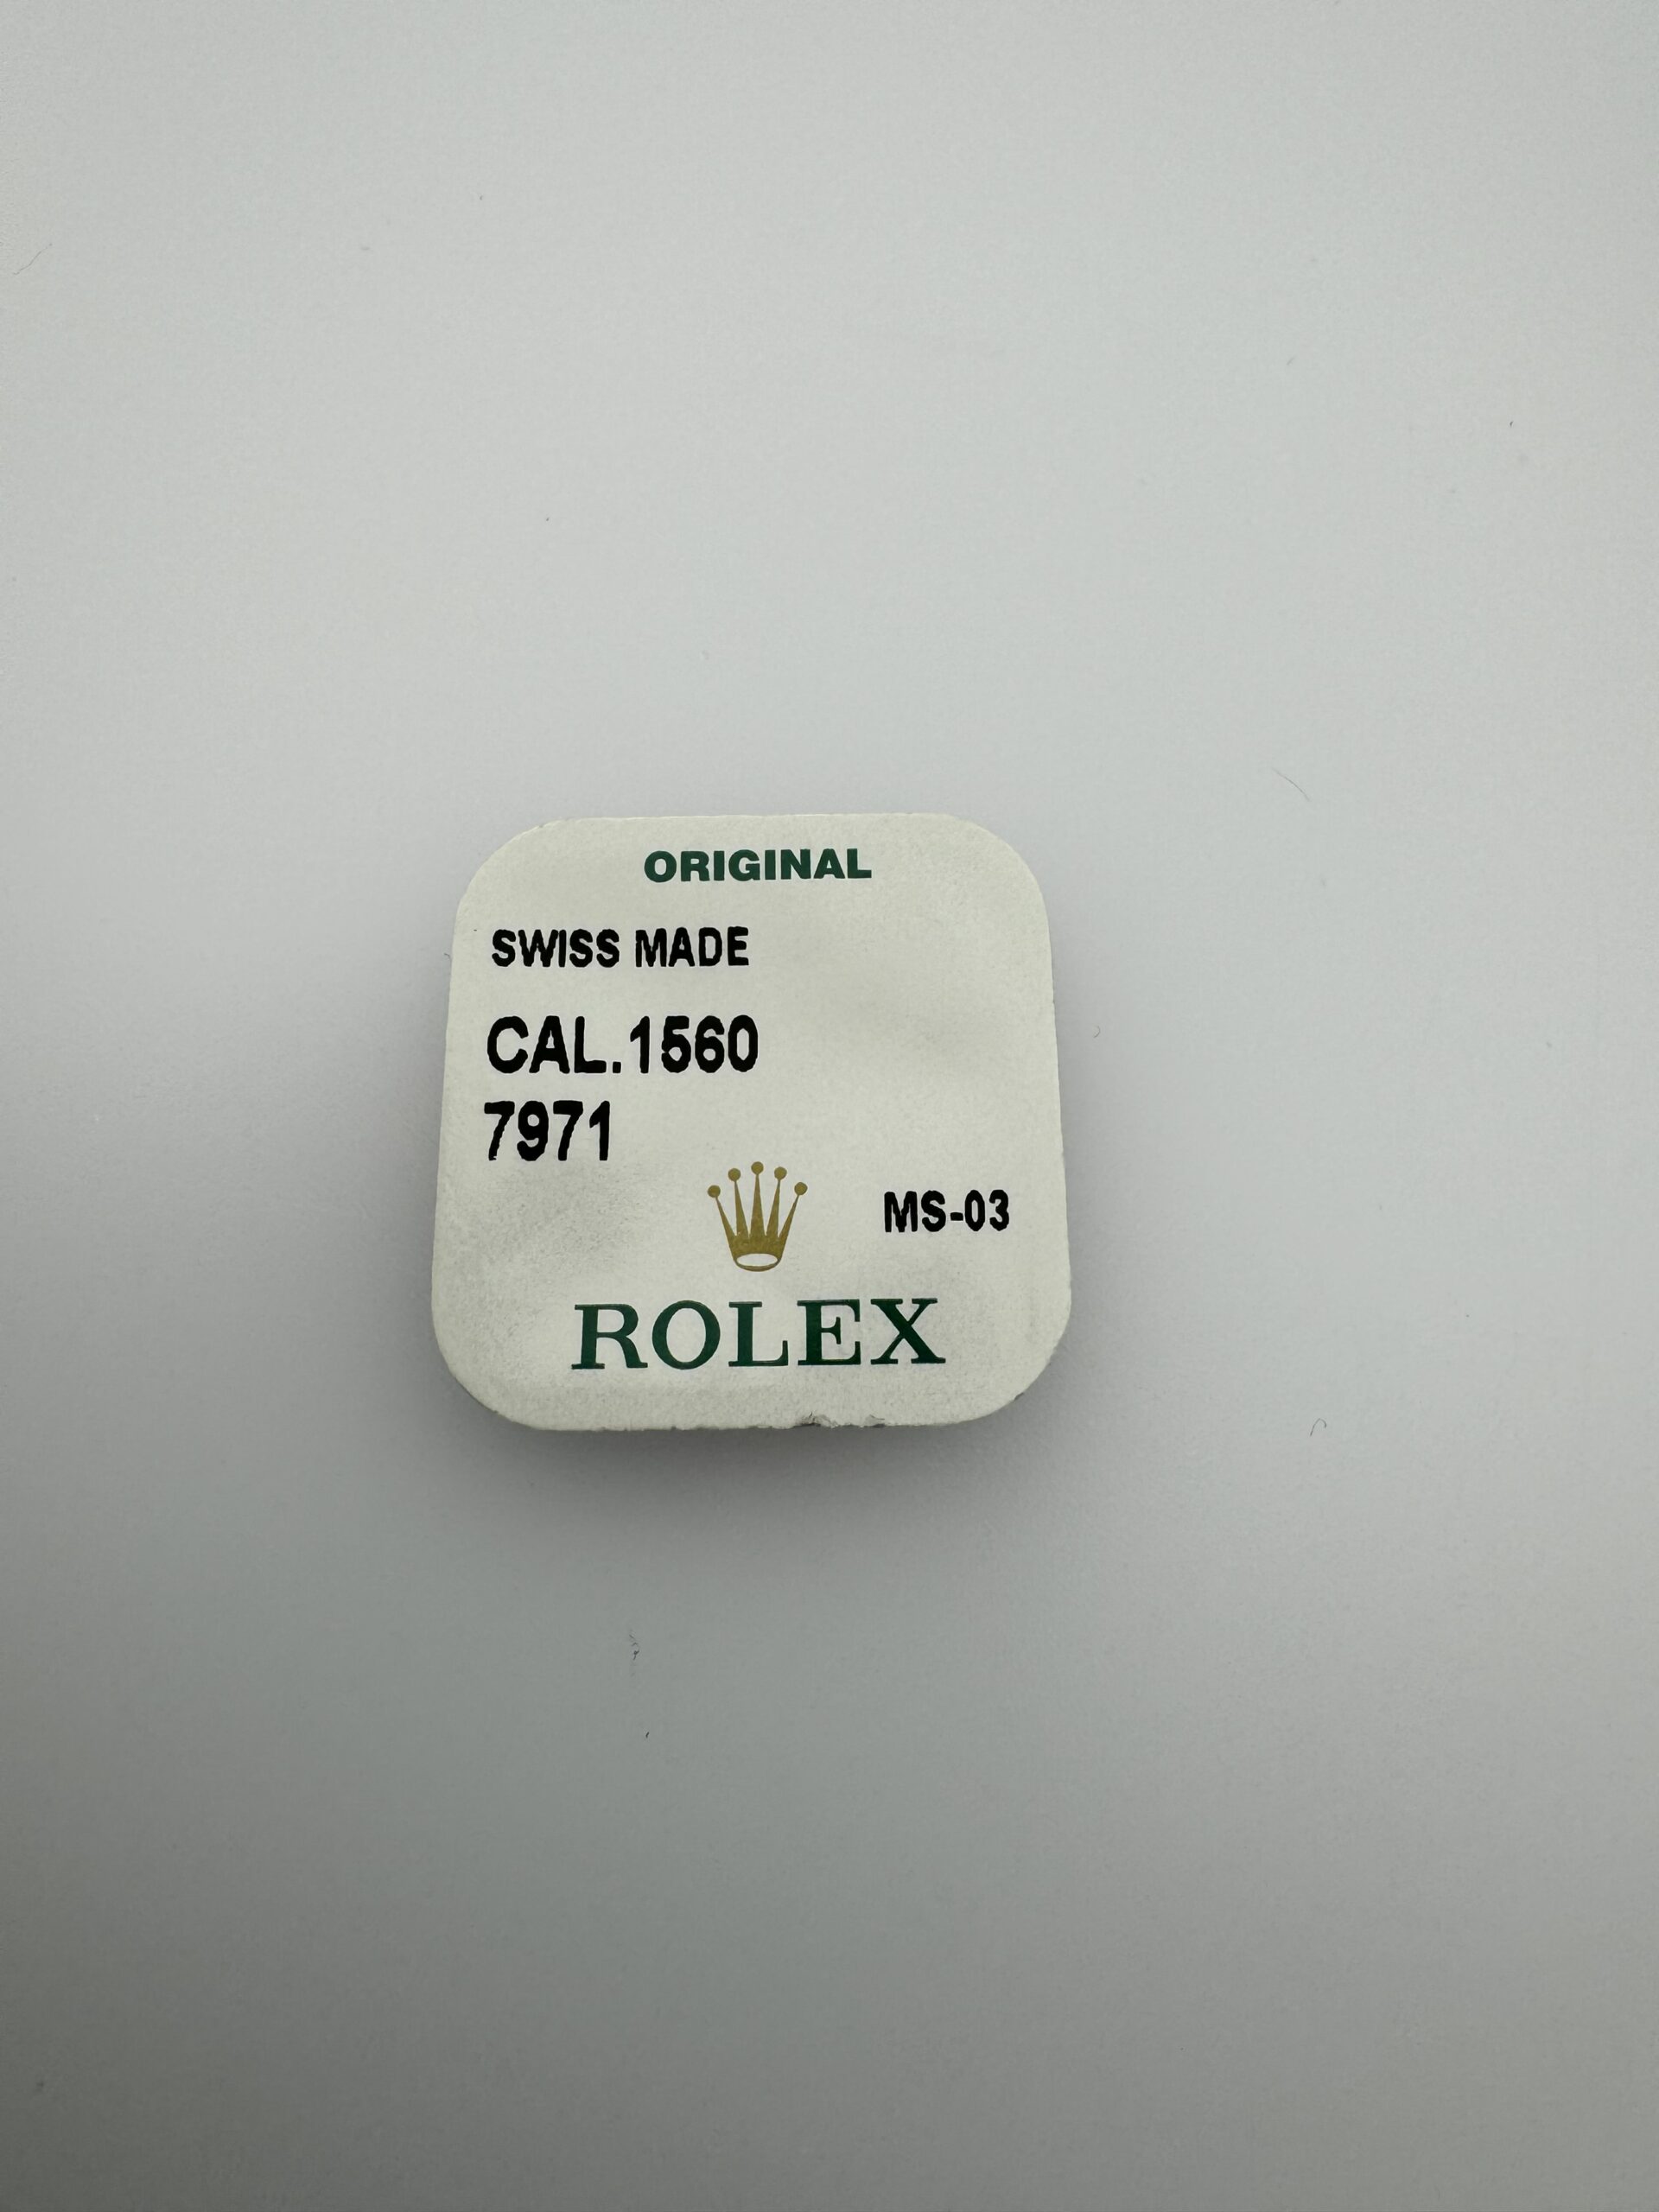 ORIGINAL
SWISS MADE
CAL.1560
7971
MS-03
ROLEX